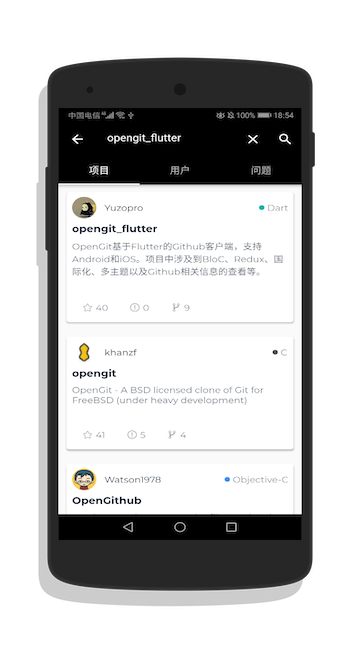 中国电信 100% 18:54
opengit_flutter
项目 用户 问题
Yuzopro Dart
opengit_flutter
OpenGit基于Flutter的Github客户端，支持
Android和iOS。项目中涉及到BloC、Redux、国
际化、多主题以及Github相关信息的查看等。
40 0 9
khanzf C
opengit
OpenGit - A BSD licensed clone of Git for
FreeBSD (under heavy development)
41 5 4
Watson1978 Objective-C
OpenGithub